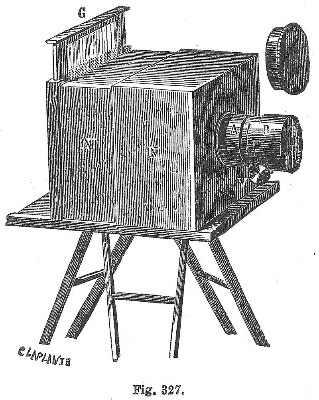 G
M N
A B
C LAPLANTE
Fig. 327.